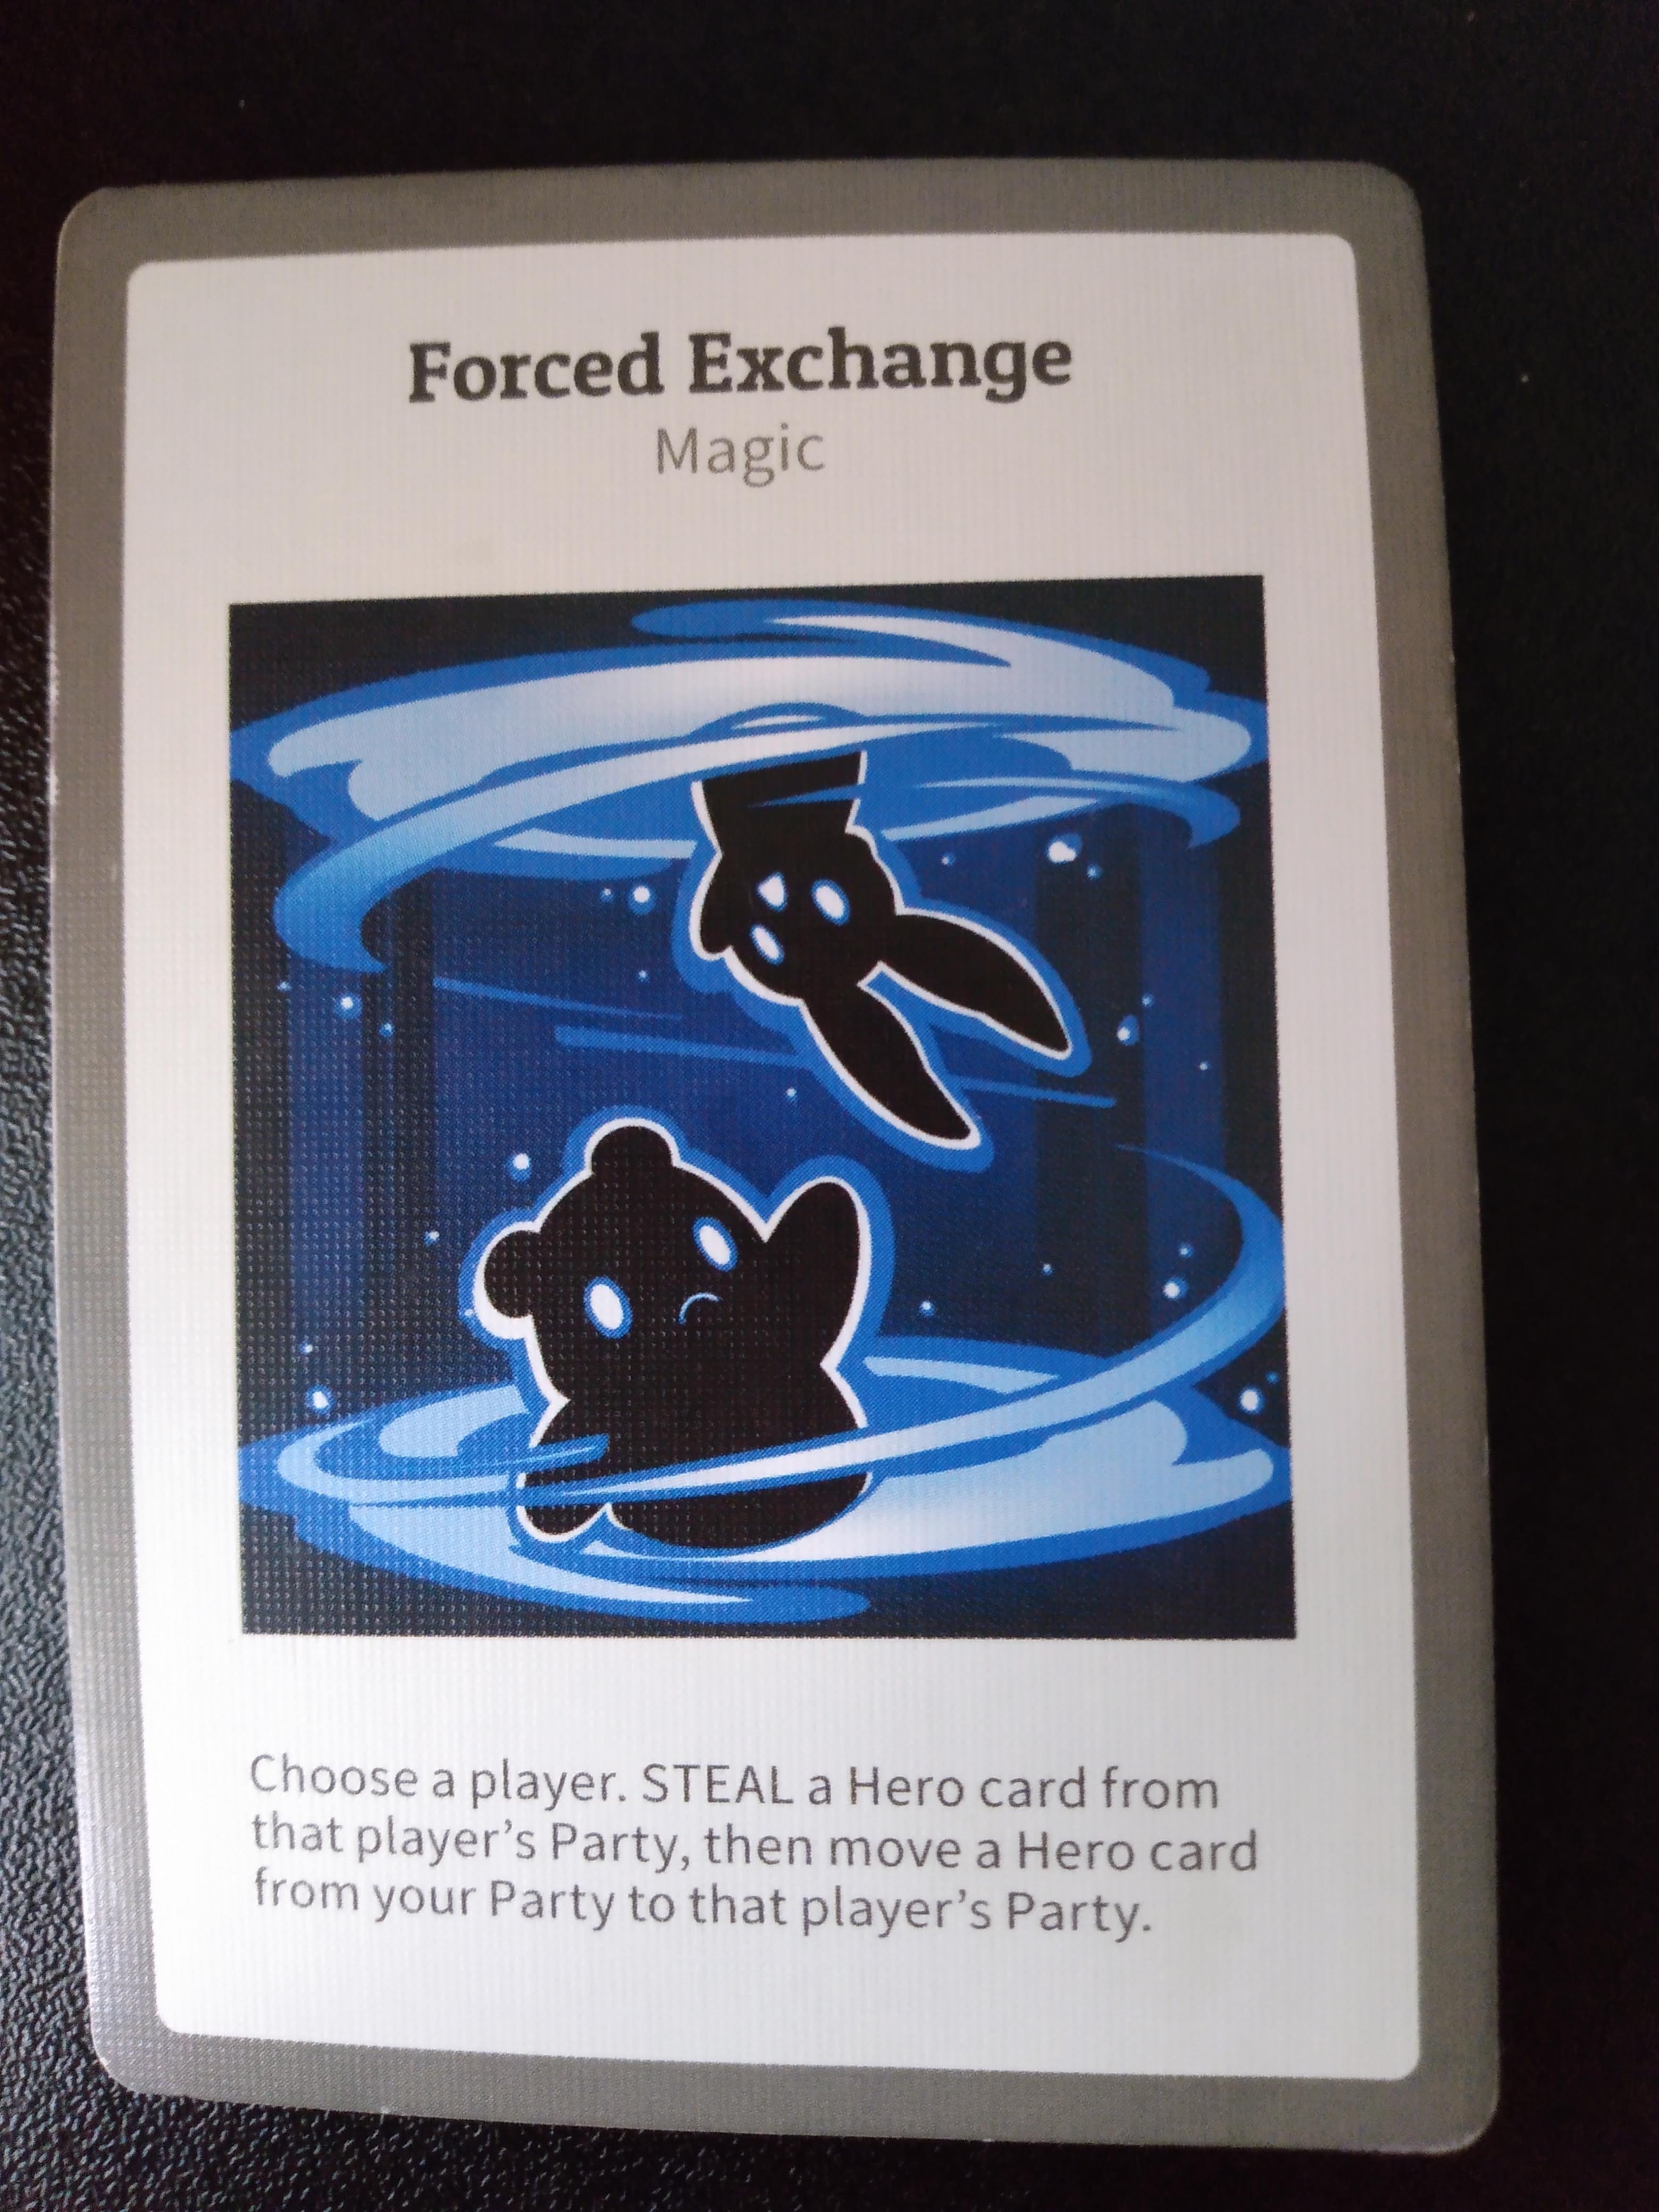 Forced Exchange
Magic
Choose a player. STEAL a Hero card from
that player’s Party, then move a Hero card
from your Party to that player’s Party.